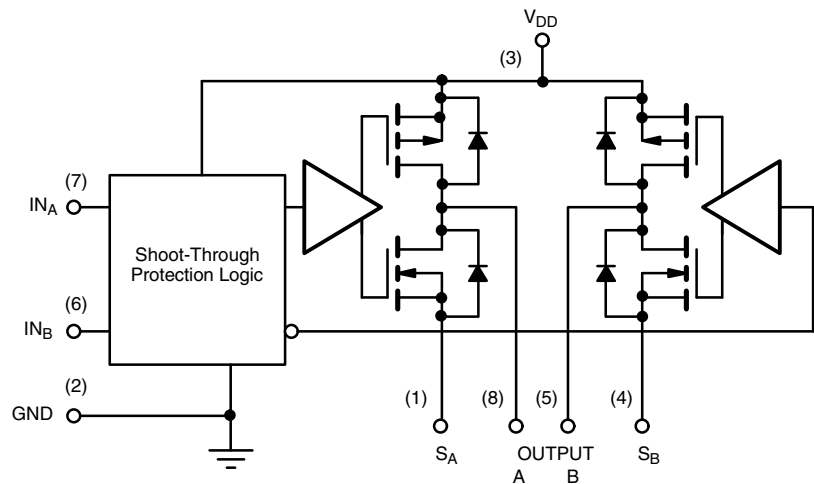 V_DD
(3)
(7)
IN_A
Shoot-Through
Protection Logic
(6)
IN_B
(2)
GND
(1) (8) (5) (4)
S_A OUTPUT S_B
A B